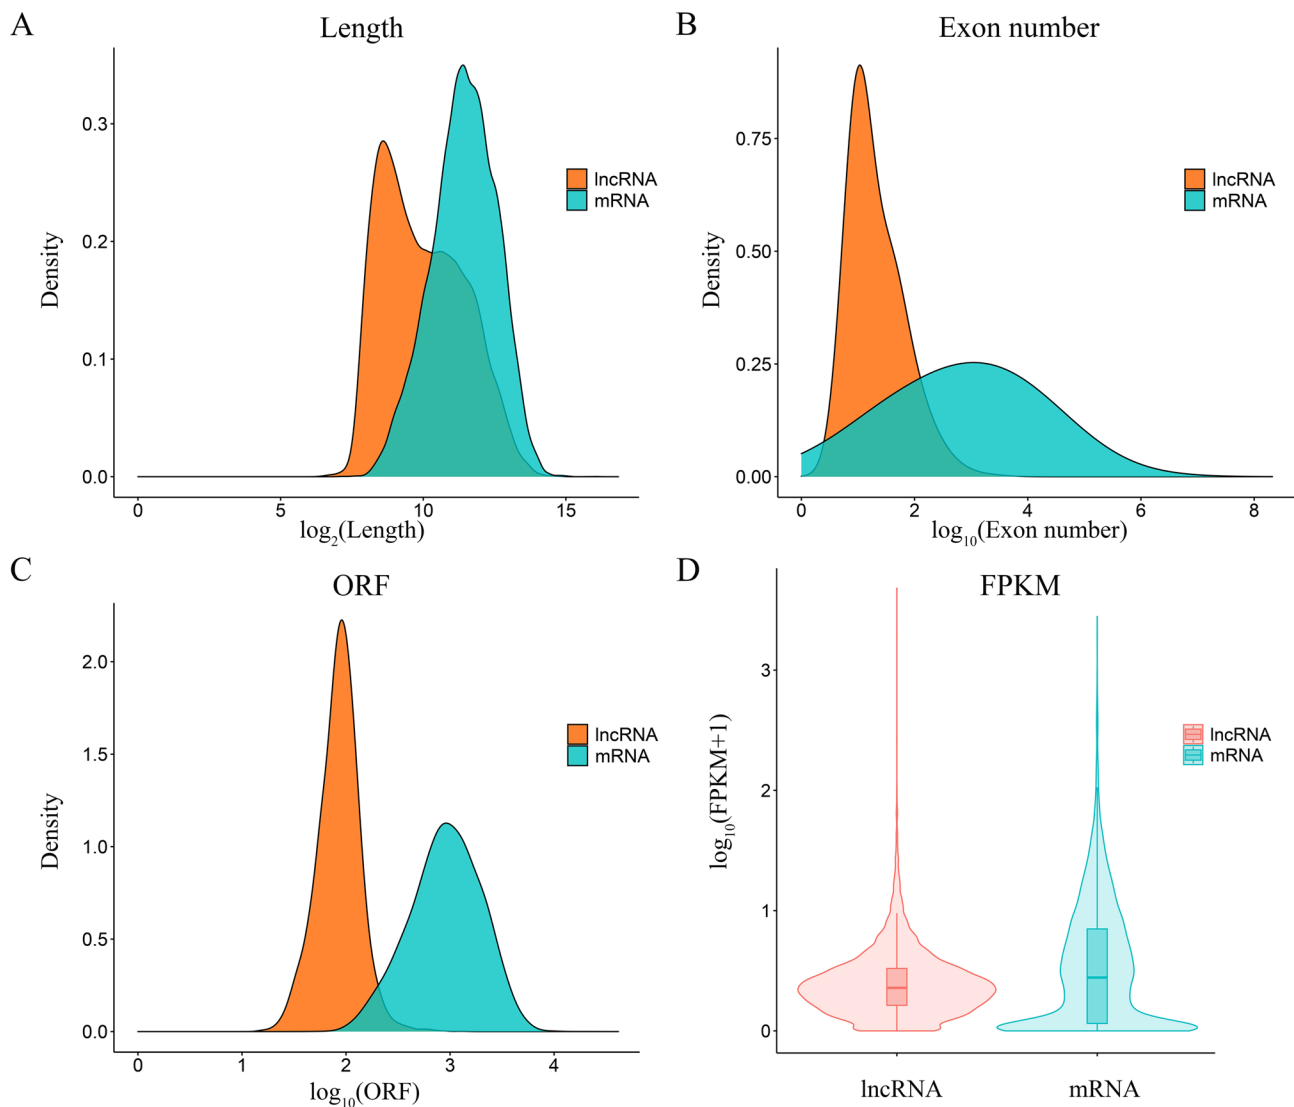 A
Length
Density
0.3
0.2
0.1
0.0
0 5 10 15
log₂(Length)
lncRNA
mRNA
B
Exon number
Density
0.75
0.50
0.25
0.00
0 2 4 6 8
log₁₀(Exon number)
lncRNA
mRNA
C
ORF
Density
2.0
1.5
1.0
0.5
0.0
0 1 2 3 4
log₁₀(ORF)
lncRNA
mRNA
D
FPKM
log₁₀(FPKM+1)
3
2
1
0
lncRNA mRNA
lncRNA
mRNA